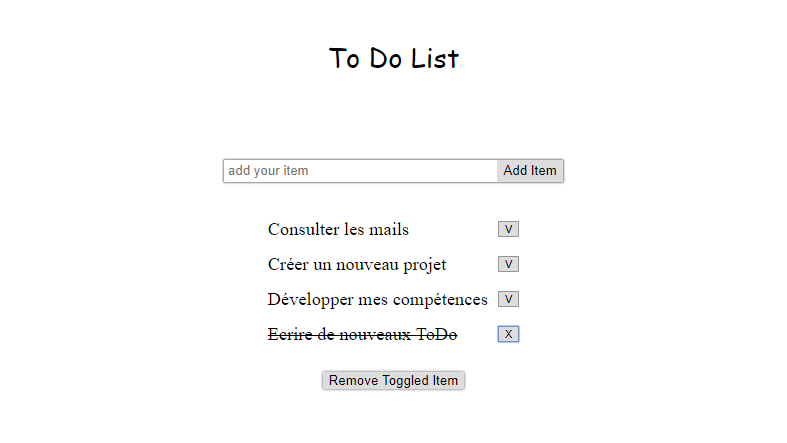 To Do List
add your item Add Item
Consulter les mails V
Créer un nouveau projet V
Développer mes compétences V
Ecrire de nouveaux ToDo X
Remove Toggled Item